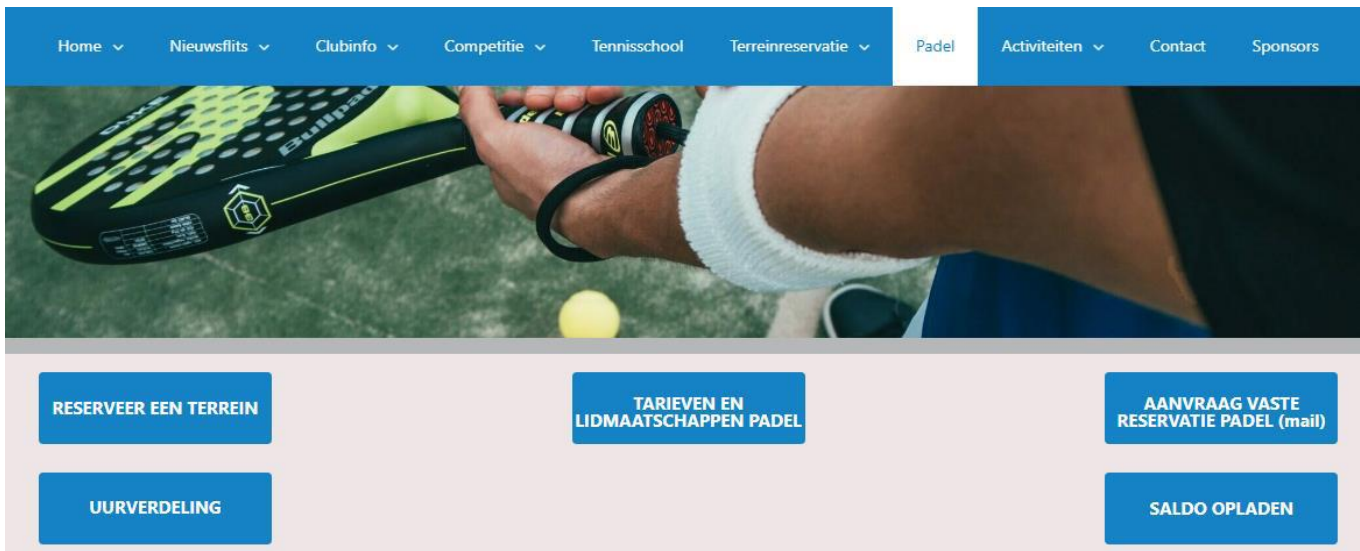 Home
Nieuwsflits
Clubinfo
Competitie
Tennisschool
Terreinreservatie
Padel
Activiteiten
Contact
Sponsors
DUKE
Bullpad
RESERVEER EEN TERREIN
TARIEVEN EN
LIDMAATSCHAPPEN PADEL
AANVRAAG VASTE
RESERVATIE PADEL (mail)
UURVERDELING
SALDO OPLADEN